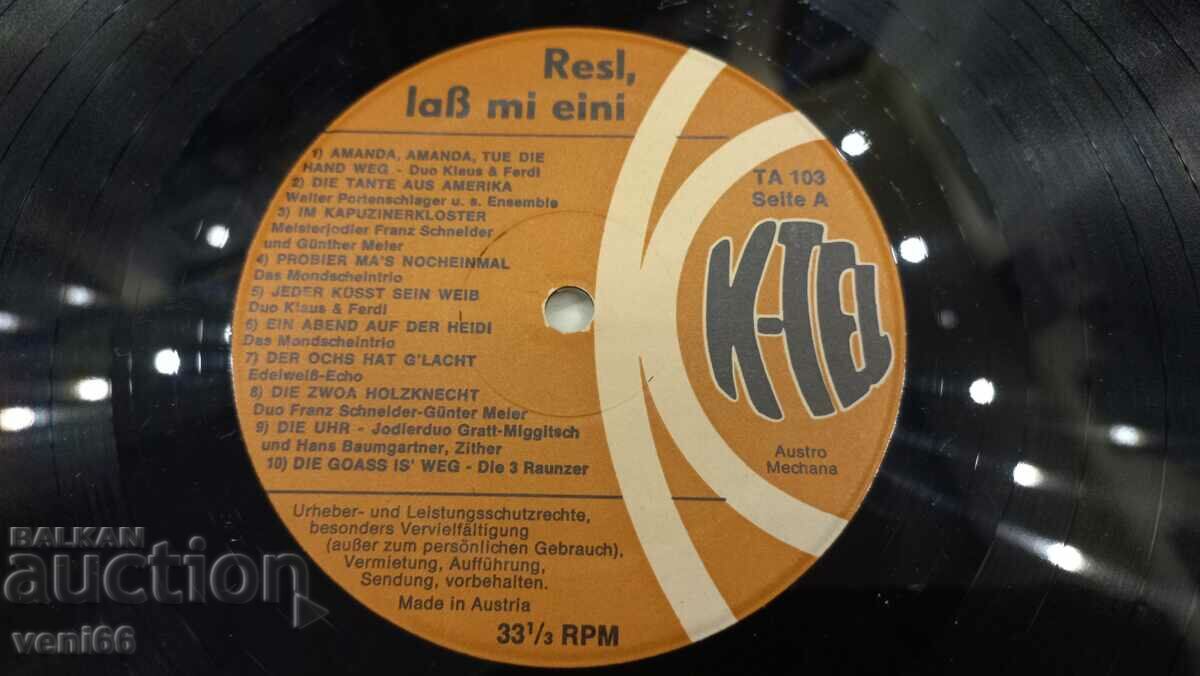 Resl,
laß mi eini
1) AMANDA, AMANDA, TUE DIE
HAND WEG - Duo Klaus & Ferdl
2) DIE TANTE AUS AMERIKA
Walter Portenschlager u. s. Ensemble
3) IM KAPUZINERKLOSTER
Meisterjodler Franz Schneider
und Günther Meier
4) PROBIER MA'S NOCHEINMAL
Das Mondscheintrio
5) JEDER KÜSST SEIN WEIB
Duo Klaus & Ferdl
6) EIN ABEND AUF DER HEIDI
Das Mondscheintrio
7) DER OCHS HAT G'LACHT
Edelweiß-Echo
8) DIE ZWOA HOLZKNECHT
Duo Franz Schneider-Günter Meier
9) DIE UHR - Jodlerduo Gratt-Miggitsch
und Hans Baumgartner, Zither
10) DIE GOASS IS' WEG - Die 3 Raunzer
Urheber- und Leistungsschutzrechte,
besonders Vervielfältigung
(außer zum persönlichen Gebrauch),
Vermietung, Aufführung,
Sendung, vorbehalten.
Made in Austria
33 1/3 RPM
TA 103
Seite A
K-TEL
Austro
Mechana
BALKAN
auction
veni66